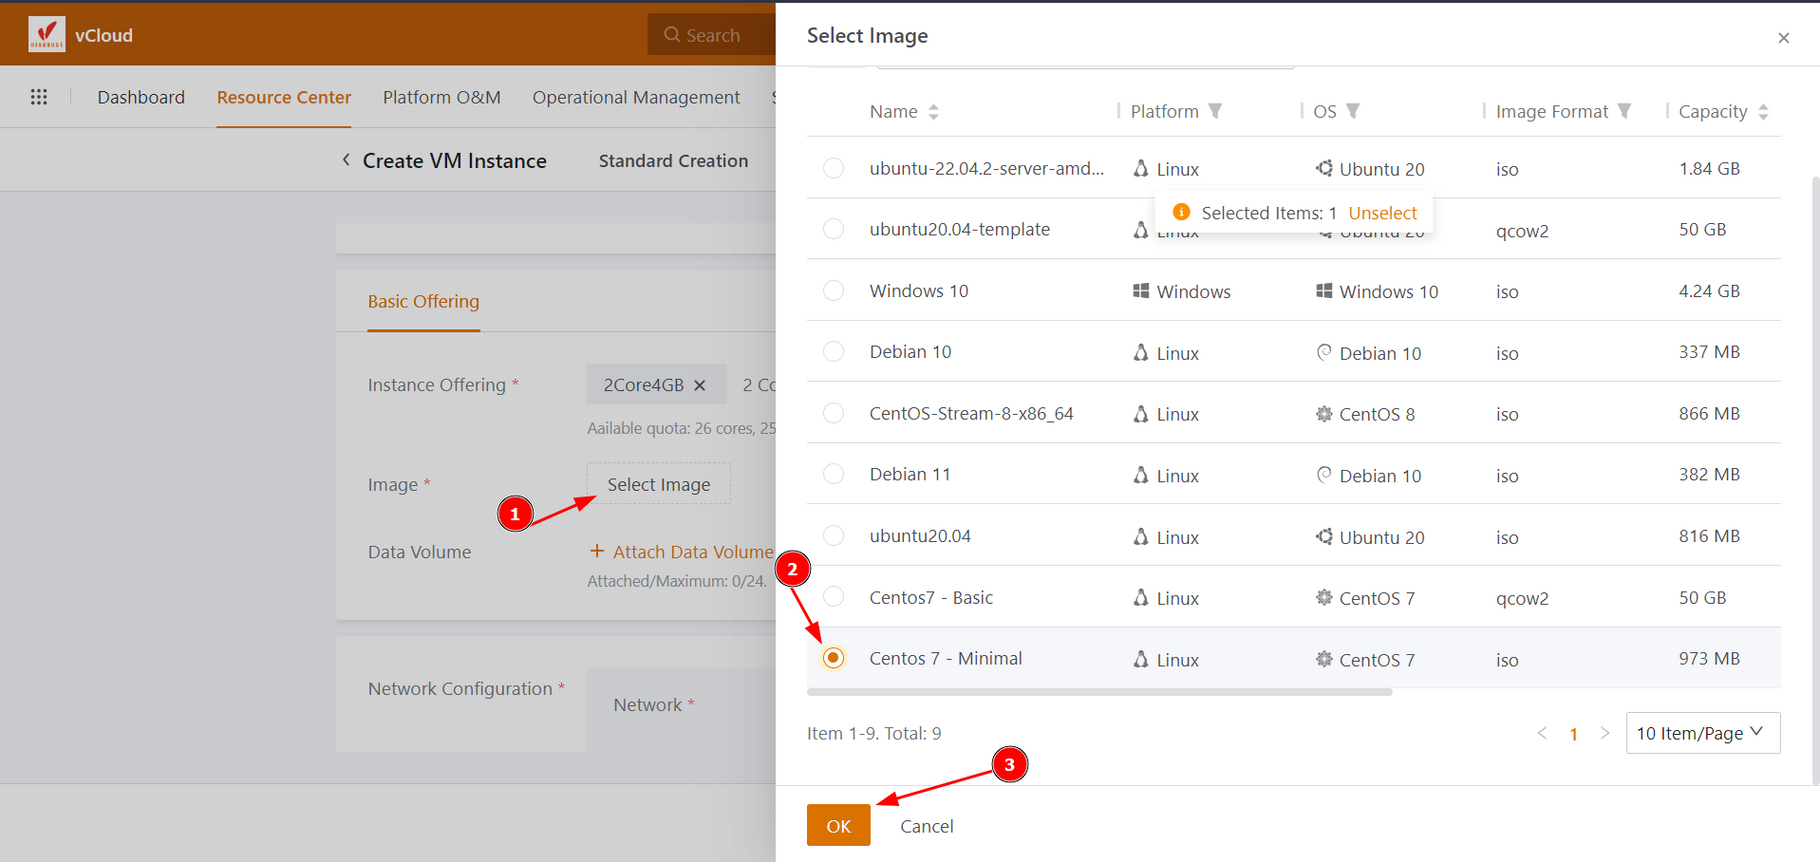 vCloud
Search
Dashboard Resource Center Platform O&M Operational Management
Create VM Instance Standard Creation
Basic Offering
Instance Offering * 2Core4GB 2 Co
Aailable quota: 26 cores, 25
Image * Select Image
1
Data Volume + Attach Data Volume
Attached/Maximum: 0/24.
Network Configuration *
Network *
Select Image
Name Platform OS Image Format Capacity
ubuntu-22.04.2-server-amd... Linux Ubuntu 20 iso 1.84 GB
Selected Items: 1 Unselect
ubuntu20.04-template Linux Ubuntu 20 qcow2 50 GB
Windows 10 Windows Windows 10 iso 4.24 GB
Debian 10 Linux Debian 10 iso 337 MB
CentOS-Stream-8-x86_64 Linux CentOS 8 iso 866 MB
Debian 11 Linux Debian 10 iso 382 MB
ubuntu20.04 Linux Ubuntu 20 iso 816 MB
2
Centos7 - Basic Linux CentOS 7 qcow2 50 GB
Centos 7 - Minimal Linux CentOS 7 iso 973 MB
Item 1-9. Total: 9 < 1 > 10 Item/Page
3
OK Cancel